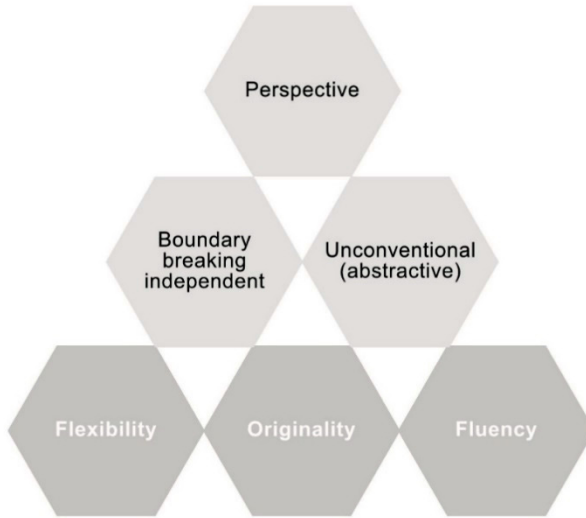 Perspective
Boundary
breaking
independent
Unconventional
(abstractive)
Flexibility
Originality
Fluency